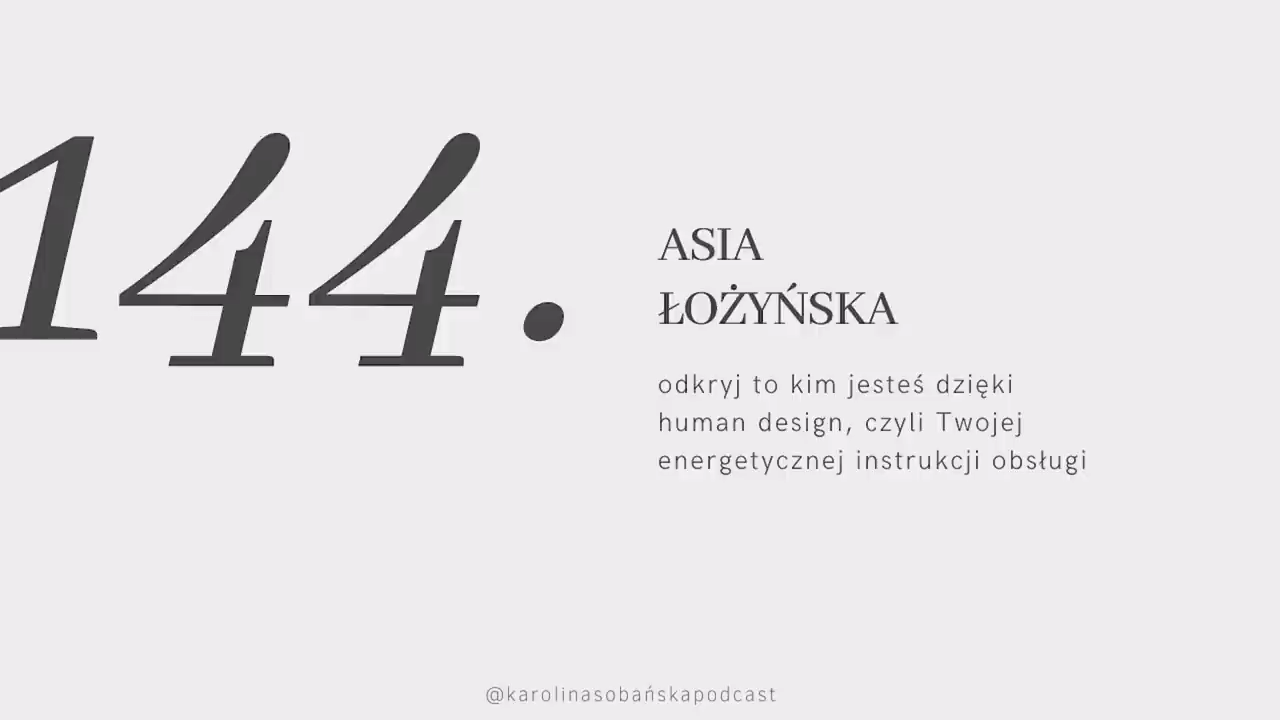 144.
ASIA
ŁOŻYŃSKA
odkryj to kim jesteś dzięki
human design, czyli Twojej
energetycznej instrukcji obsługi
@karolinasobańskapodcast